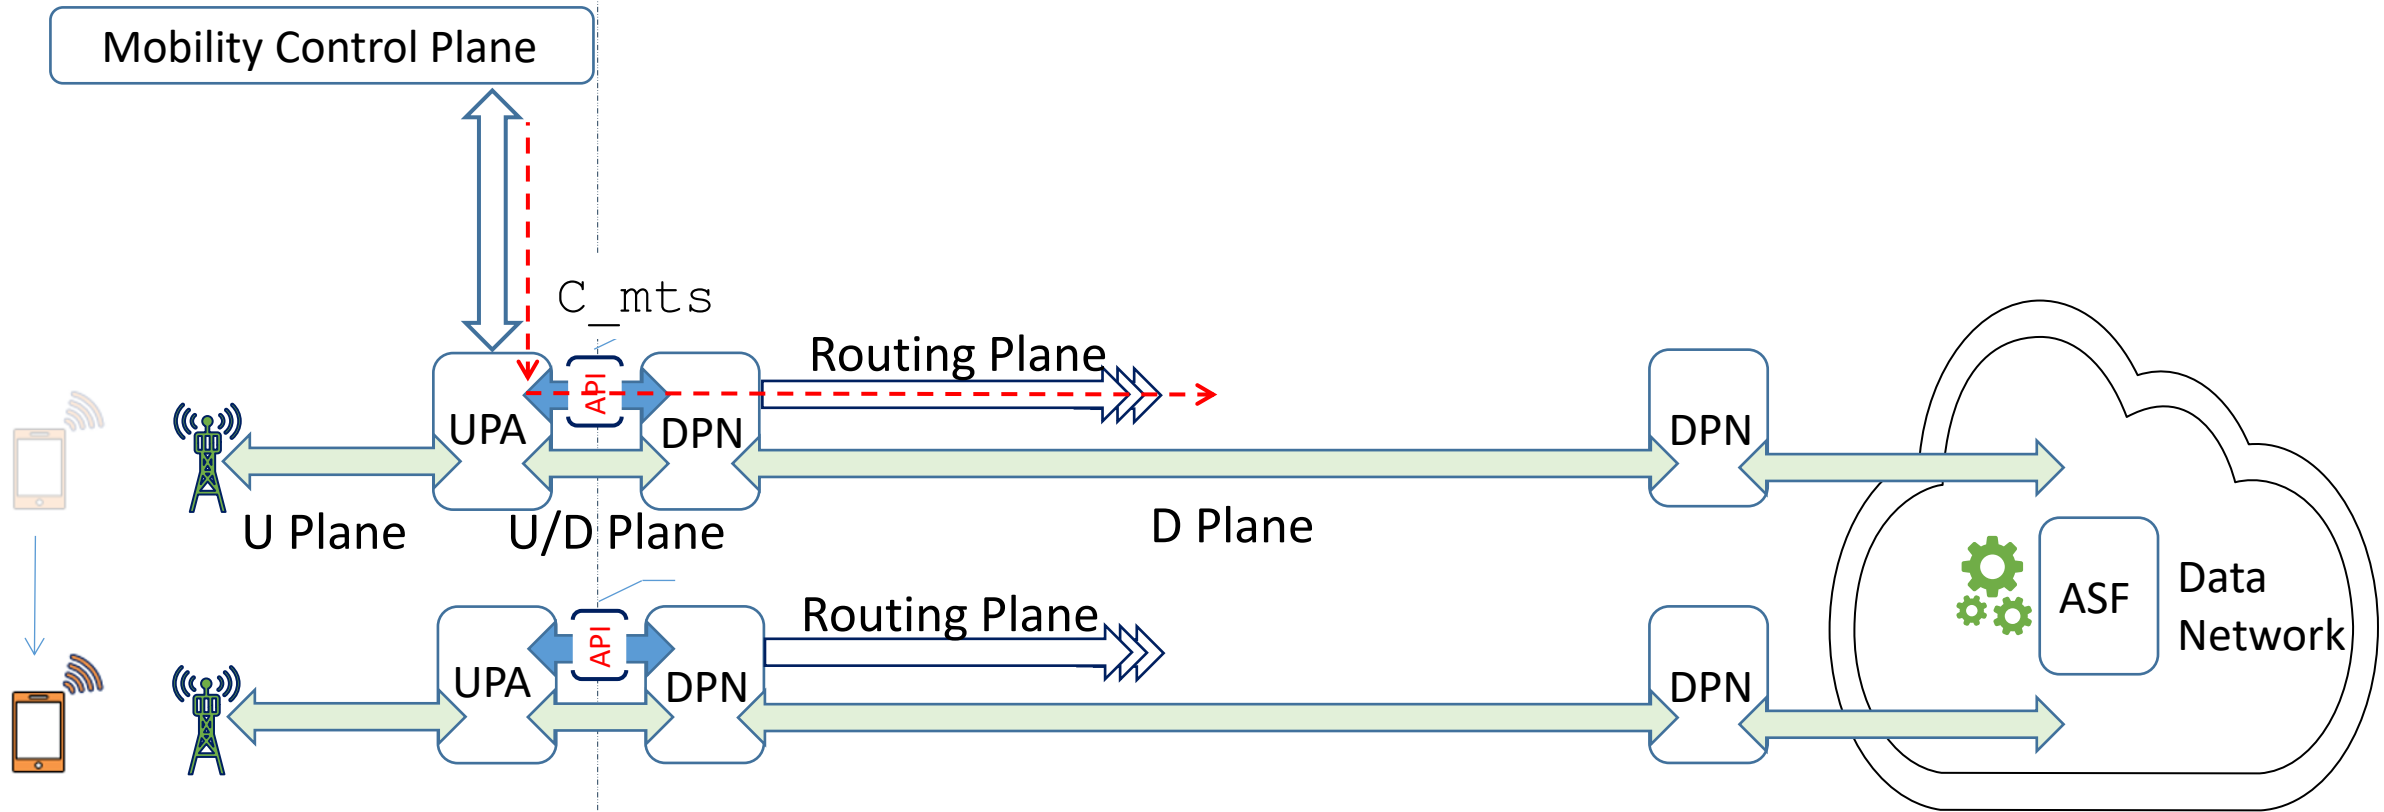 Mobility Control Plane
C_mts
Routing Plane
API
UPA
DPN
DPN
U Plane
U/D Plane
D Plane
Routing Plane
API
UPA
DPN
DPN
ASF
Data
Network